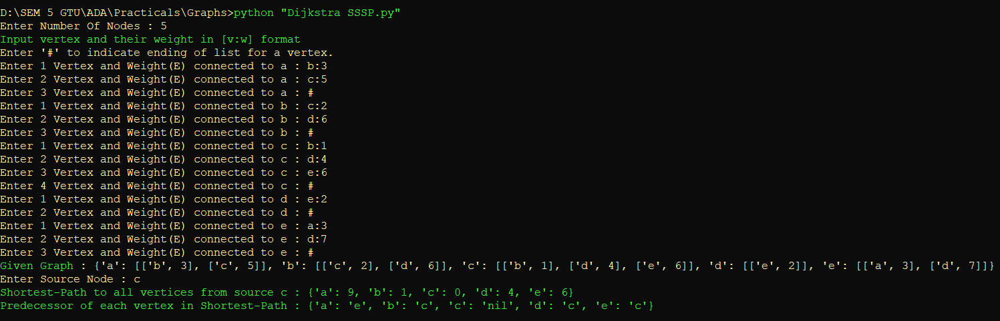 D:\SEM 5 GTU\ADA\Practicals\Graphs>python "Dijkstra SSSP.py"
Enter Number Of Nodes : 5
Input vertex and their weight in [v:w] format
Enter '#' to indicate ending of list for a vertex.
Enter 1 Vertex and Weight(E) connected to a : b:3
Enter 2 Vertex and Weight(E) connected to a : c:5
Enter 3 Vertex and Weight(E) connected to a : #
Enter 1 Vertex and Weight(E) connected to b : c:2
Enter 2 Vertex and Weight(E) connected to b : d:6
Enter 3 Vertex and Weight(E) connected to b : #
Enter 1 Vertex and Weight(E) connected to c : b:1
Enter 2 Vertex and Weight(E) connected to c : d:4
Enter 3 Vertex and Weight(E) connected to c : e:6
Enter 4 Vertex and Weight(E) connected to c : #
Enter 1 Vertex and Weight(E) connected to d : e:2
Enter 2 Vertex and Weight(E) connected to d : #
Enter 1 Vertex and Weight(E) connected to e : a:3
Enter 2 Vertex and Weight(E) connected to e : d:7
Enter 3 Vertex and Weight(E) connected to e : #
Given Graph : {'a': [['b', 3], ['c', 5]], 'b': [['c', 2], ['d', 6]], 'c': [['b', 1], ['d', 4], ['e', 6]], 'd': [['e', 2]], 'e': [['a', 3], ['d', 7]]}
Enter Source Node : c
Shortest-Path to all vertices from source c : {'a': 9, 'b': 1, 'c': 0, 'd': 4, 'e': 6}
Predecessor of each vertex in Shortest-Path : {'a': 'e', 'b': 'c', 'c': 'nil', 'd': 'c', 'e': 'c'}